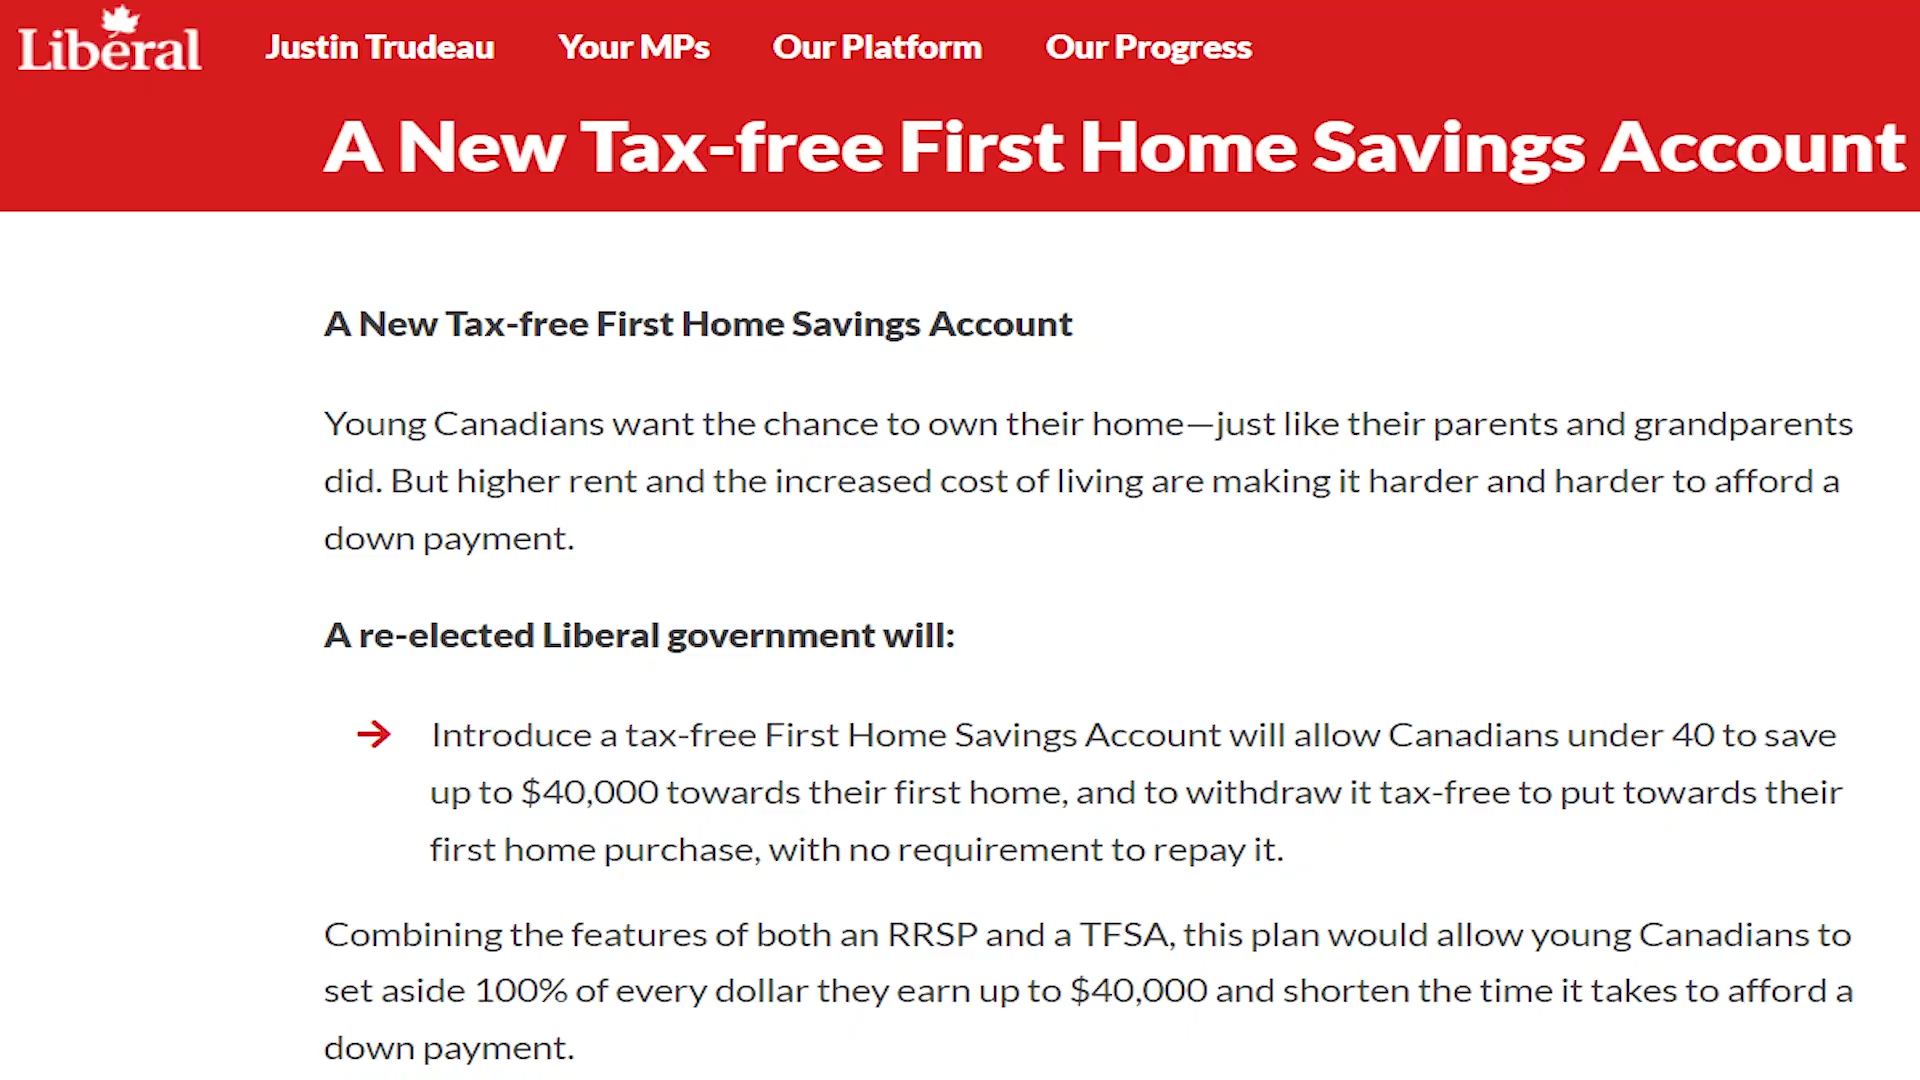 Liberal Justin Trudeau Your MPs Our Platform Our Progress
A New Tax-free First Home Savings Account
A New Tax-free First Home Savings Account
Young Canadians want the chance to own their home—just like their parents and grandparents
did. But higher rent and the increased cost of living are making it harder and harder to afford a
down payment.
A re-elected Liberal government will:
Introduce a tax-free First Home Savings Account will allow Canadians under 40 to save
up to $40,000 towards their first home, and to withdraw it tax-free to put towards their
first home purchase, with no requirement to repay it.
Combining the features of both an RRSP and a TFSA, this plan would allow young Canadians to
set aside 100% of every dollar they earn up to $40,000 and shorten the time it takes to afford a
down payment.